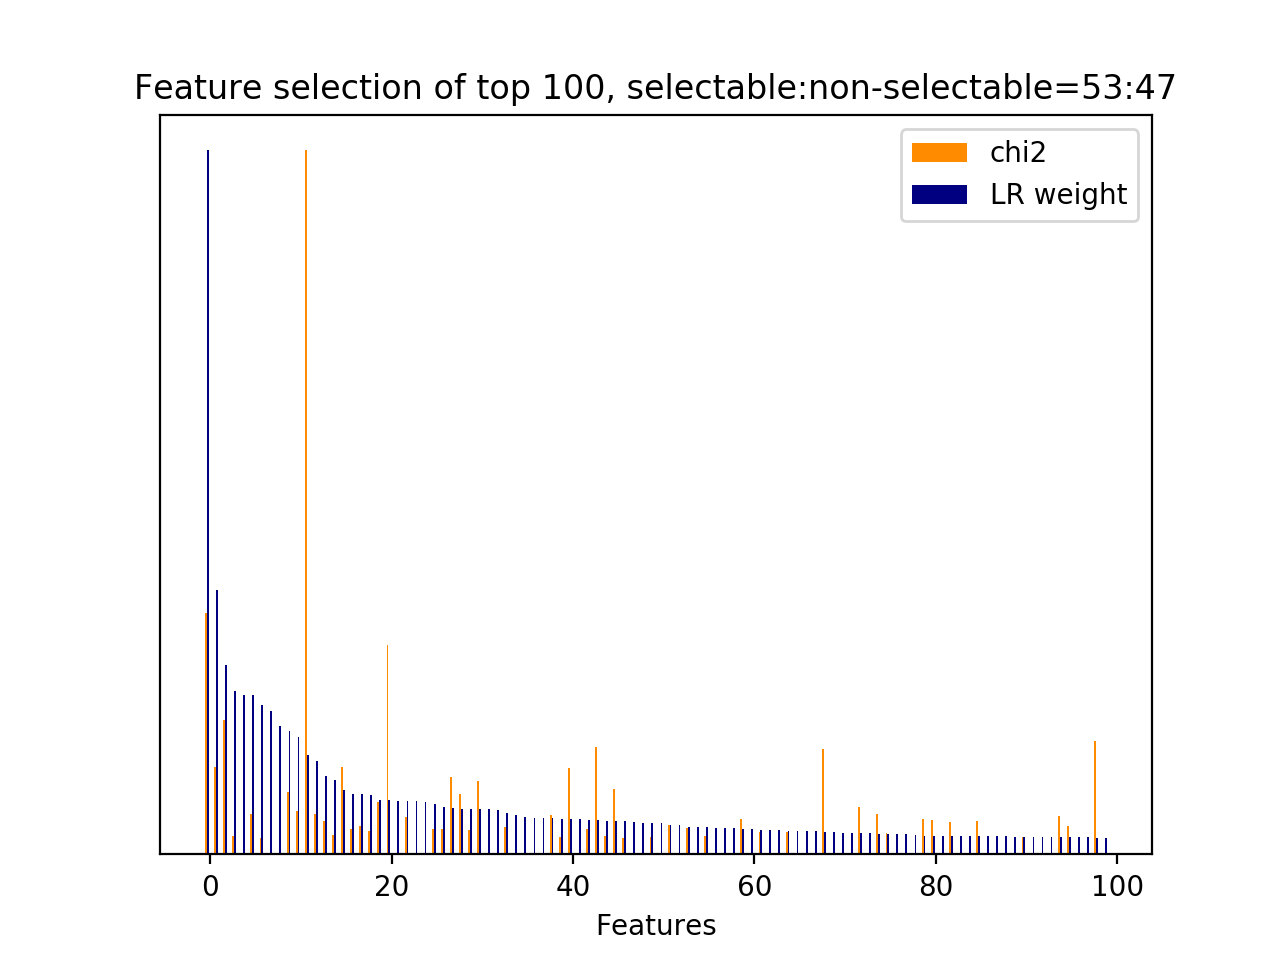 Feature selection of top 100, selectable:non-selectable=53:47
chi2
LR weight
0 20 40 60 80 100
Features